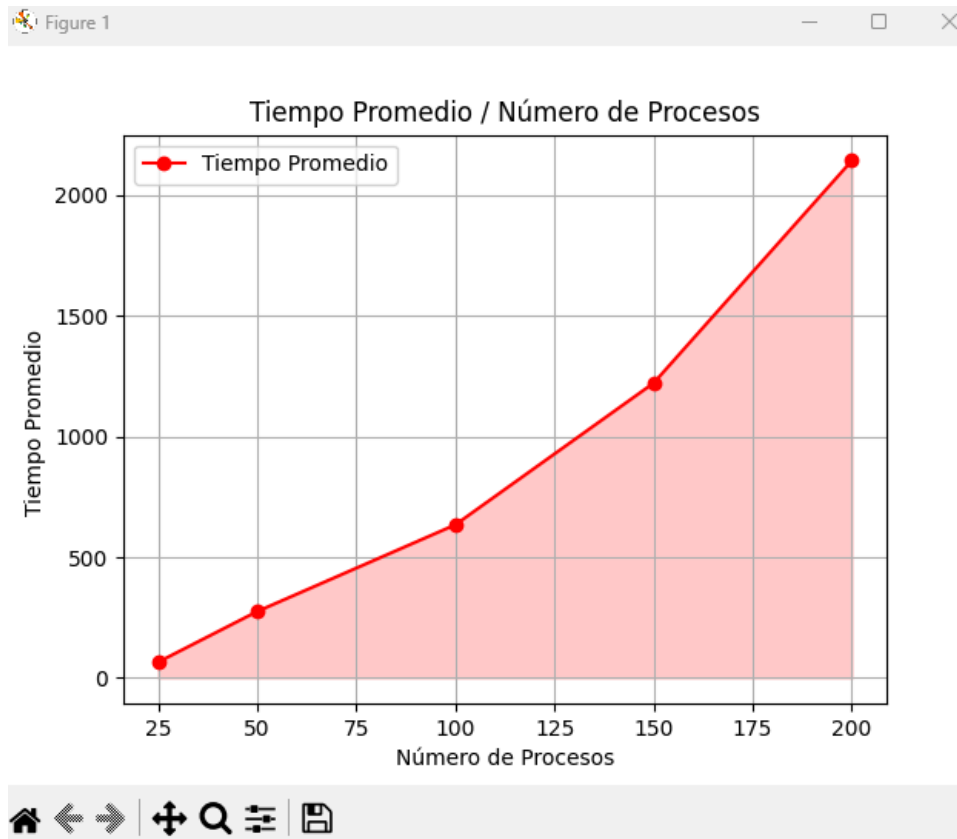 Figure 1
Tiempo Promedio / Número de Procesos
Tiempo Promedio
2000
1500
1000
500
0
Tiempo Promedio
25 50 75 100 125 150 175 200
Número de Procesos